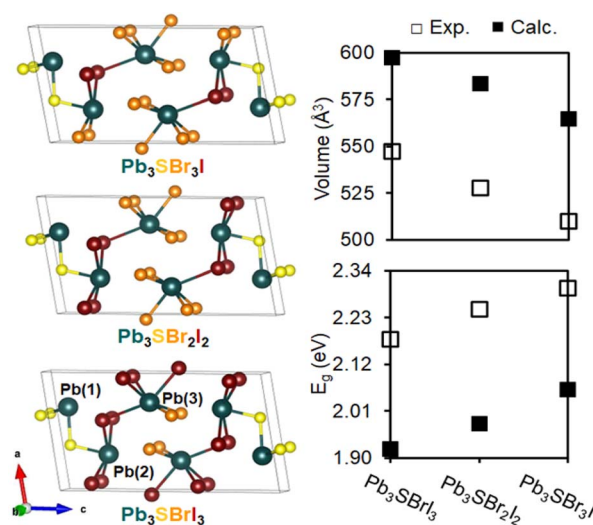 Pb₃SBr₃I
Pb₃SBr₂I₂
Pb(1)
Pb(3)
Pb(2)
Pb₃SBrI₃
a
b
c
□ Exp. ■ Calc.
Volume (Å³)
600
575
550
525
500
E_g (eV)
2.34
2.23
2.12
2.01
1.90
Pb₃SBrI₃
Pb₃SBr₂I₂
Pb₃SBr₃I